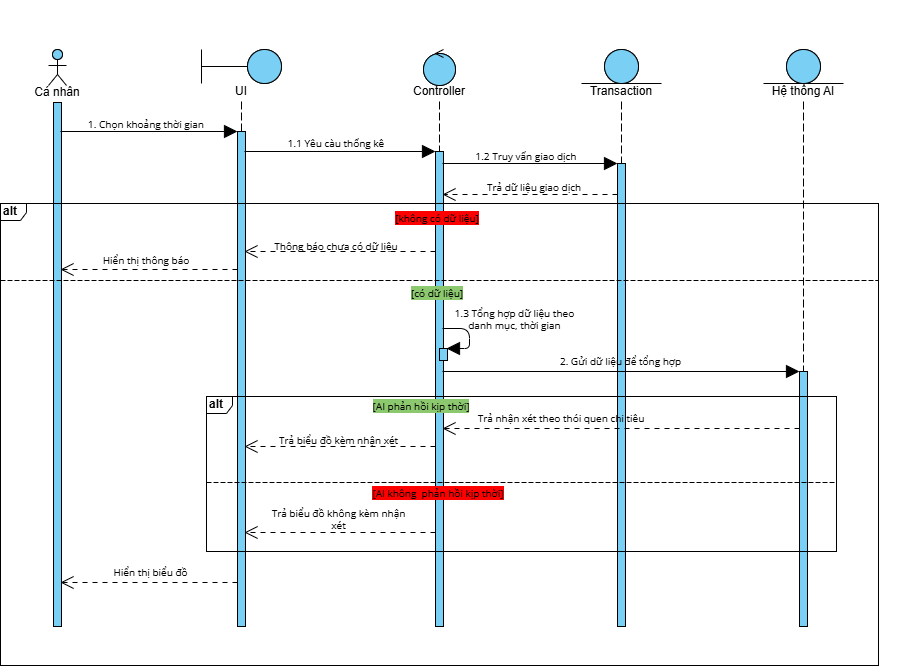 Cá nhân
UI
Controller
Transaction
Hệ thống AI
1. Chọn khoảng thời gian
1.1 Yêu cầu thống kê
1.2 Truy vấn giao dịch
Trả dữ liệu giao dịch
alt
[không có dữ liệu]
Thông báo chưa có dữ liệu
Hiển thị thông báo
[có dữ liệu]
1.3 Tổng hợp dữ liệu theo
danh mục, thời gian
2. Gửi dữ liệu để tổng hợp
alt
[AI phản hồi kịp thời]
Trả nhận xét theo thói quen chi tiêu
Trả biểu đồ kèm nhận xét
[AI không phản hồi kịp thời]
Trả biểu đồ không kèm nhận
xét
Hiển thị biểu đồ